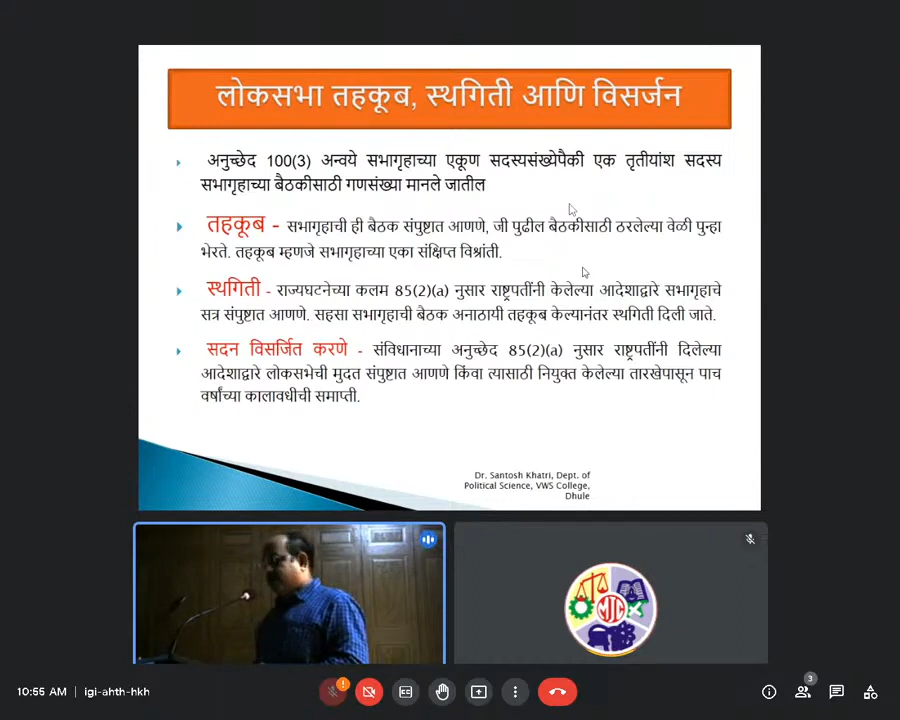 लोकसभा तहकूब, स्थगिती आणि विसर्जन
अनुच्छेद 100(3) अन्वये सभागृहाच्या एकूण सदस्यसंख्येपैकी एक तृतीयांश सदस्य
सभागृहाच्या बैठकीसाठी गणसंख्या मानले जातील
तहकूब - सभागृहाची ही बैठक संपुष्टात आणणे, जी पुढील बैठकीसाठी ठरलेल्या वेळी पुन्हा
भेरते. तहकूब म्हणजे सभागृहाच्या एका संक्षिप्त विश्रांती.
स्थगिती - राज्यघटनेच्या कलम 85(2)(a) नुसार राष्ट्रपतींनी केलेल्या आदेशाद्वारे सभागृहाचे
सत्र संपुष्टात आणणे. सहसा सभागृहाची बैठक अनाठायी तहकूब केल्यानंतर स्थगिती दिली जाते.
सदन विसर्जित करणे - संविधानाच्या अनुच्छेद 85(2)(a) नुसार राष्ट्रपतींनी दिलेल्या
आदेशाद्वारे लोकसभेची मुदत संपुष्टात आणणे किंवा त्यासाठी नियुक्त केलेल्या तारखेपासून पाच
वर्षांच्या कालावधीची समाप्ती.
Dr. Santosh Khatri, Dept. of
Political Science, VWS College,
Dhule
MJC
10:55 AM | igi-ahth-hkh
3